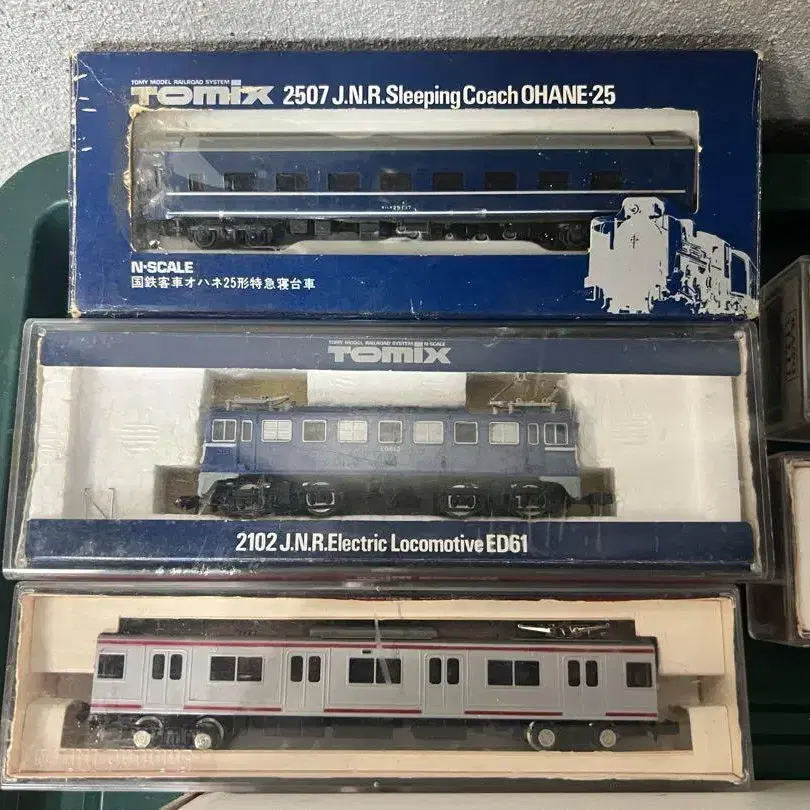 TOMY MODEL RAILROAD SYSTEM
TOMIX 2507 J.N.R.Sleeping Coach OHANE·25
N-SCALE
国鉄客車オハネ25形特急寝台車
TOMY MODEL RAILROAD SYSTEM N-SCALE
TOMIX
2102 J.N.R.Electric Locomotive ED61